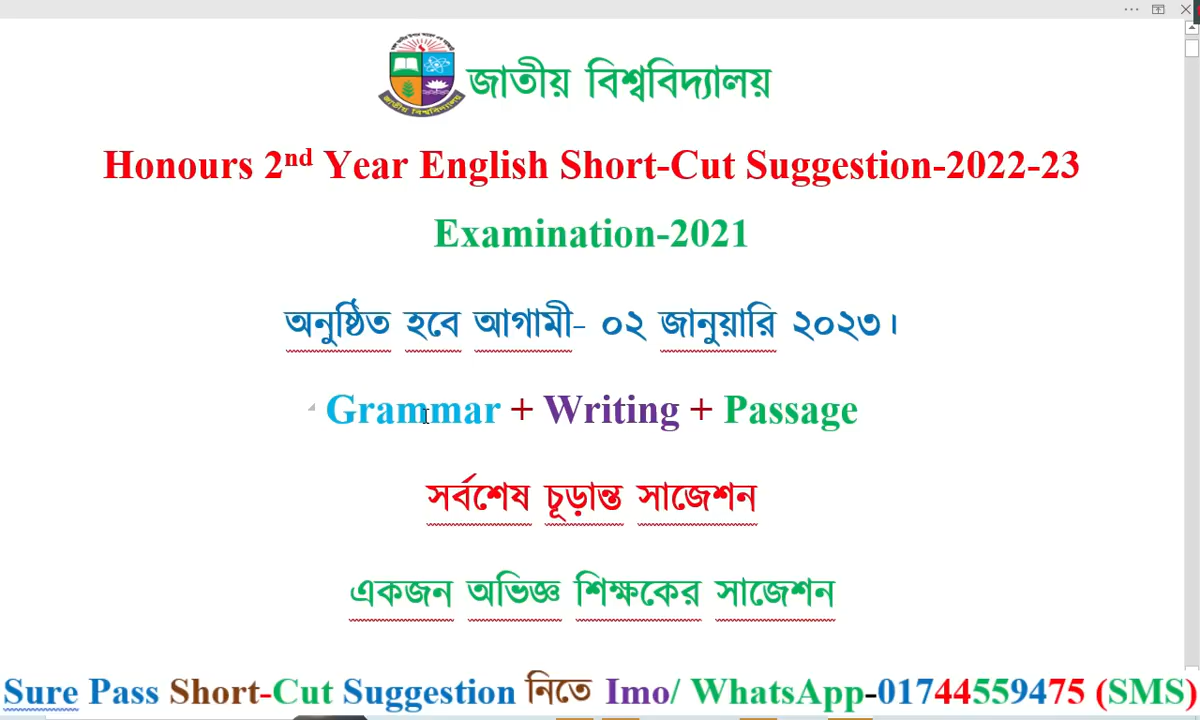 জাতীয় বিশ্ববিদ্যালয়
Honours 2nd Year English Short-Cut Suggestion-2022-23
Examination-2021
অনুষ্ঠিত হবে আগামী- ০২ জানুয়ারি ২০২৩।
Grammar + Writing + Passage
সর্বশেষ চূড়ান্ত সাজেশন
একজন অভিজ্ঞ শিক্ষকের সাজেশন
Sure Pass Short-Cut Suggestion নিতে Imo/ WhatsApp-01744559475 (SMS)